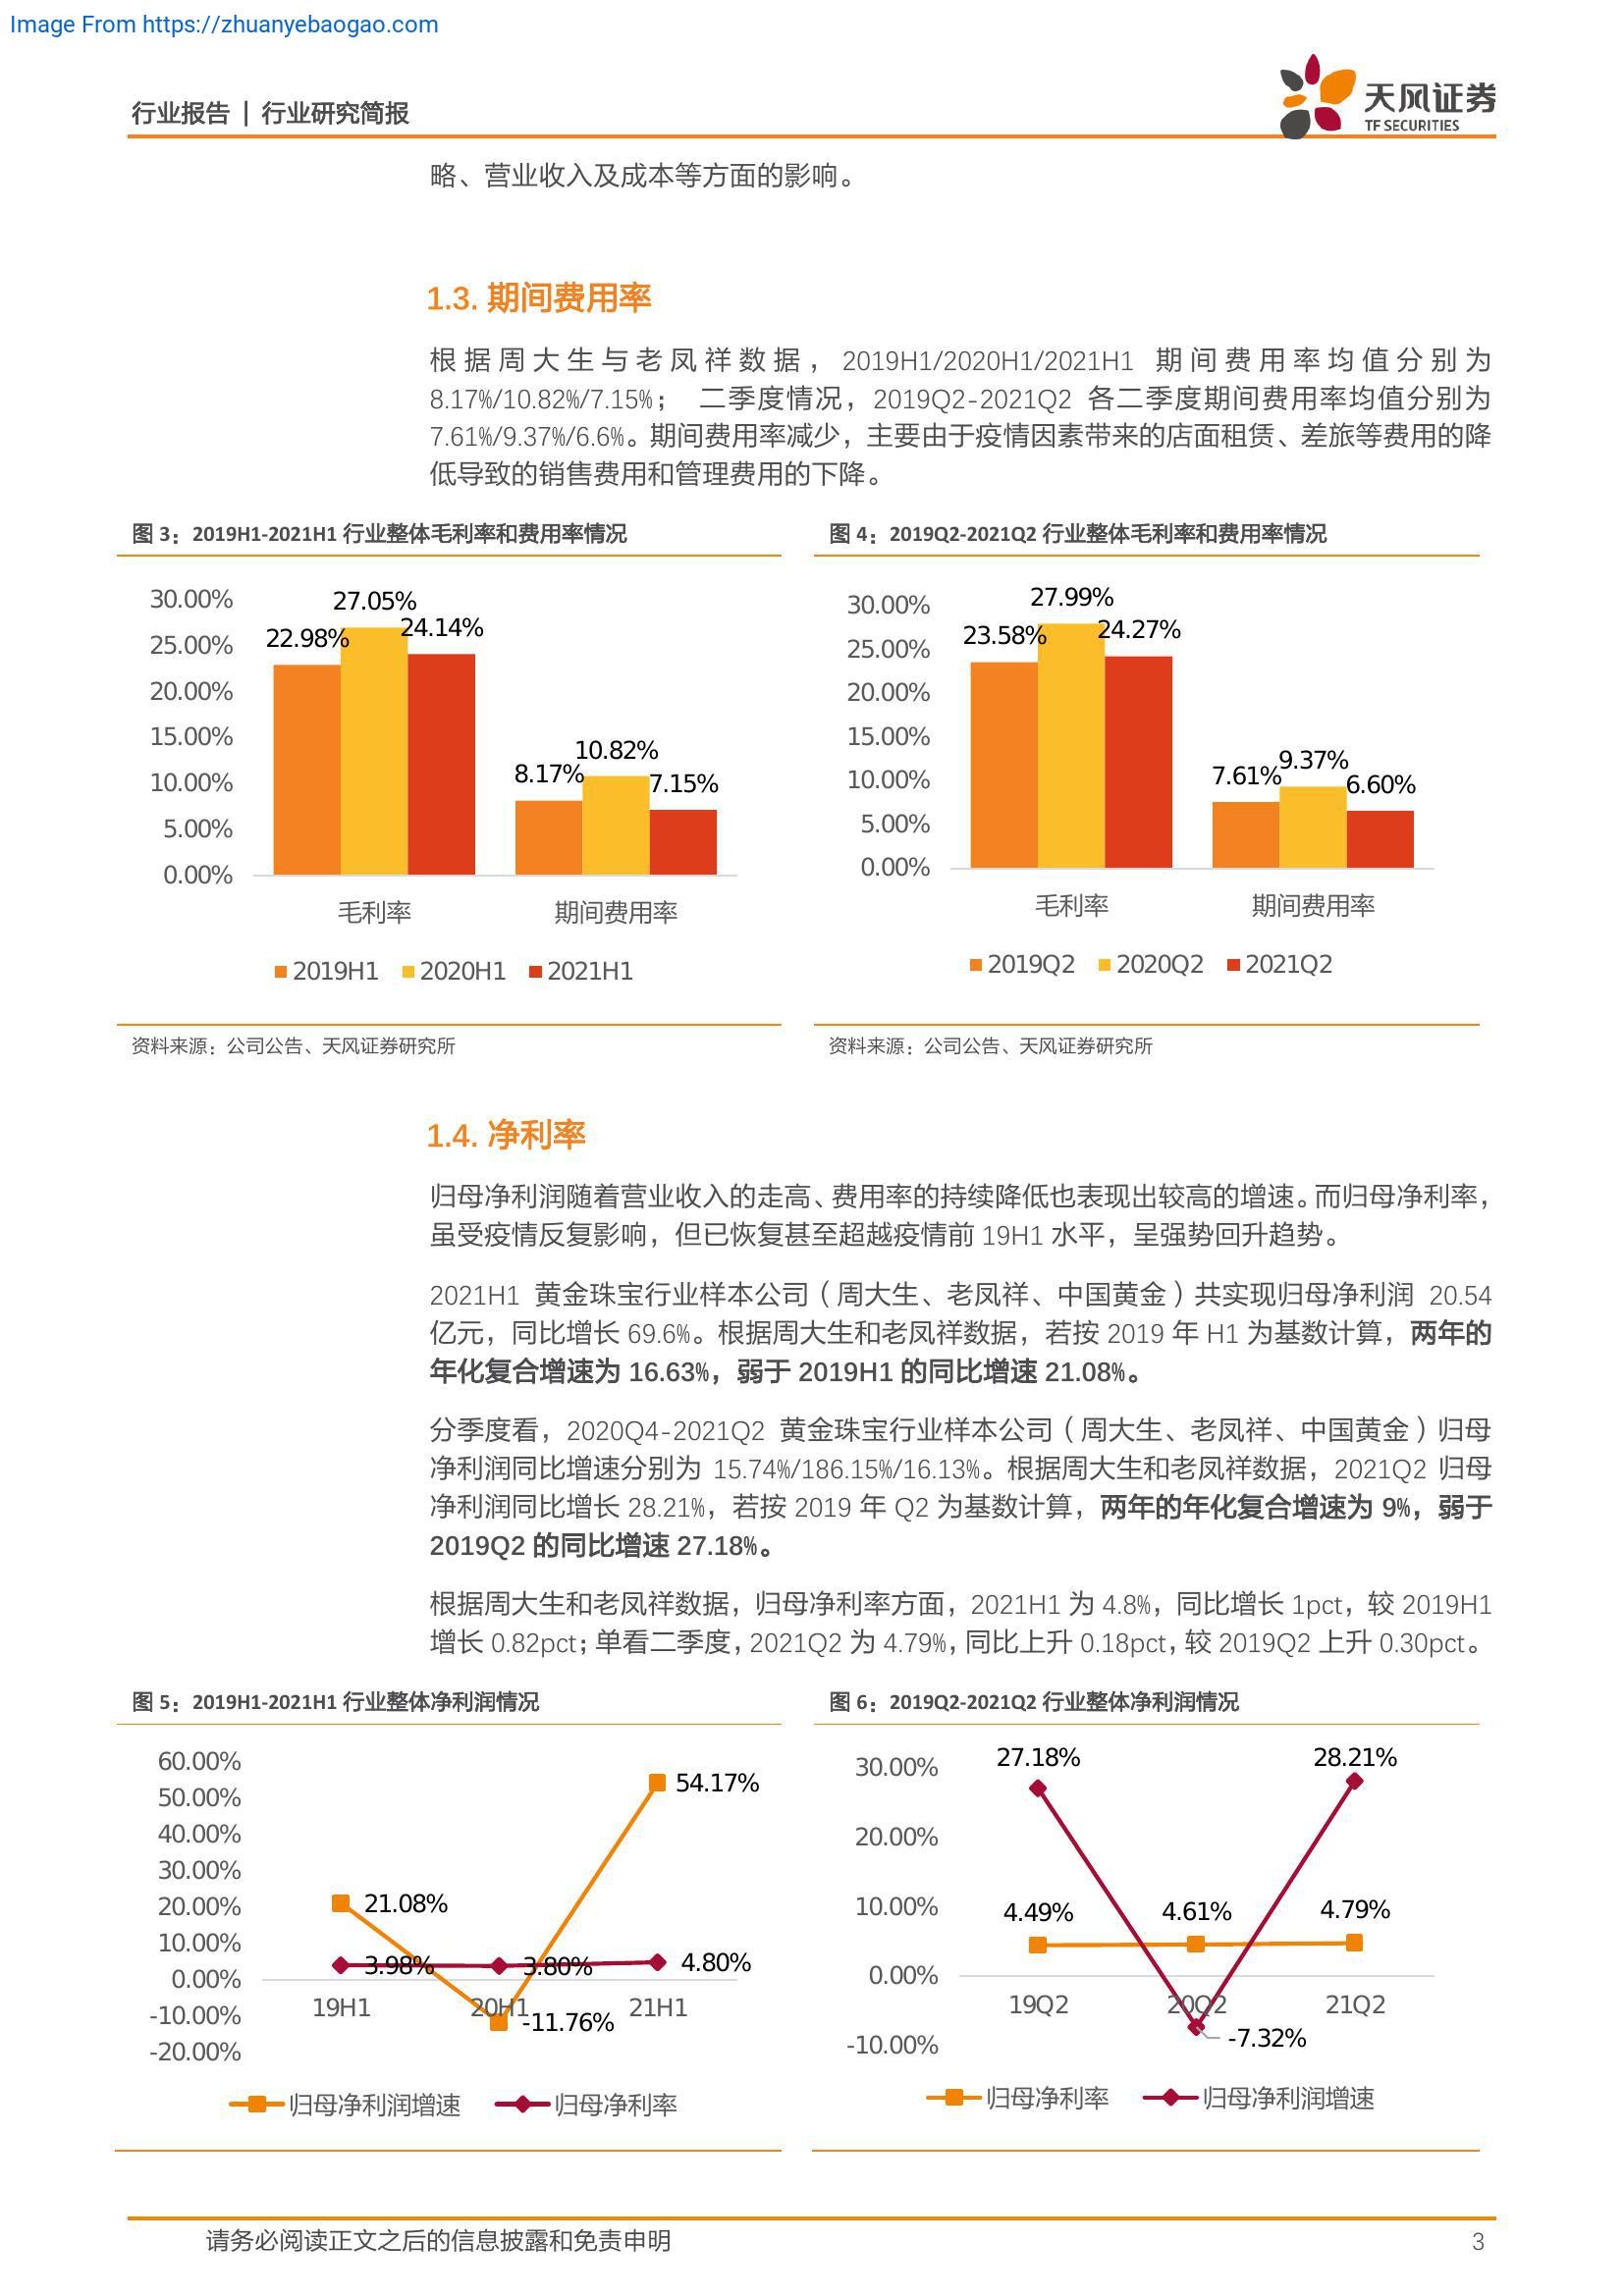 Image From https://zhuanyebaogao.com
行业报告 | 行业研究简报
天风证券
TF SECURITIES
略、营业收入及成本等方面的影响。
1.3. 期间费用率
根据周大生与老凤祥数据，2019H1/2020H1/2021H1 期间费用率均值分别为
8.17%/10.82%/7.15%； 二季度情况，2019Q2-2021Q2 各二季度期间费用率均值分别为
7.61%/9.37%/6.6%。期间费用率减少，主要由于疫情因素带来的店面租赁、差旅等费用的降
低导致的销售费用和管理费用的下降。
图 3：2019H1-2021H1 行业整体毛利率和费用率情况
30.00%
25.00%
20.00%
15.00%
10.00%
5.00%
0.00%
22.98%
27.05%
24.14%
8.17%
10.82%
7.15%
毛利率
期间费用率
2019H1 2020H1 2021H1
资料来源：公司公告、天风证券研究所
图 4：2019Q2-2021Q2 行业整体毛利率和费用率情况
30.00%
25.00%
20.00%
15.00%
10.00%
5.00%
0.00%
23.58%
27.99%
24.27%
7.61%
9.37%
6.60%
毛利率
期间费用率
2019Q2 2020Q2 2021Q2
资料来源：公司公告、天风证券研究所
1.4. 净利率
归母净利润随着营业收入的走高、费用率的持续降低也表现出较高的增速。而归母净利率，
虽受疫情反复影响，但已恢复甚至超越疫情前 19H1 水平，呈强势回升趋势。
2021H1 黄金珠宝行业样本公司（周大生、老凤祥、中国黄金）共实现归母净利润 20.54
亿元，同比增长 69.6%。根据周大生和老凤祥数据，若按 2019 年 H1 为基数计算，两年的
年化复合增速为 16.63%，弱于 2019H1 的同比增速 21.08%。
分季度看，2020Q4-2021Q2 黄金珠宝行业样本公司（周大生、老凤祥、中国黄金）归母
净利润同比增速分别为 15.74%/186.15%/16.13%。根据周大生和老凤祥数据，2021Q2 归母
净利润同比增长 28.21%，若按 2019 年 Q2 为基数计算，两年的年化复合增速为 9%，弱于
2019Q2 的同比增速 27.18%。
根据周大生和老凤祥数据，归母净利率方面，2021H1 为 4.8%，同比增长 1pct，较 2019H1
增长 0.82pct；单看二季度，2021Q2 为 4.79%，同比上升 0.18pct，较 2019Q2 上升 0.30pct。
图 5：2019H1-2021H1 行业整体净利润情况
60.00%
50.00%
40.00%
30.00%
20.00%
10.00%
0.00%
-10.00%
-20.00%
54.17%
21.08%
3.98%
3.80%
4.80%
-11.76%
19H1
20H1
21H1
归母净利润增速 归母净利率
图 6：2019Q2-2021Q2 行业整体净利润情况
30.00%
20.00%
10.00%
0.00%
-10.00%
27.18%
28.21%
4.49%
4.61%
4.79%
-7.32%
19Q2
20Q2
21Q2
归母净利率 归母净利润增速
请务必阅读正文之后的信息披露和免责申明
3